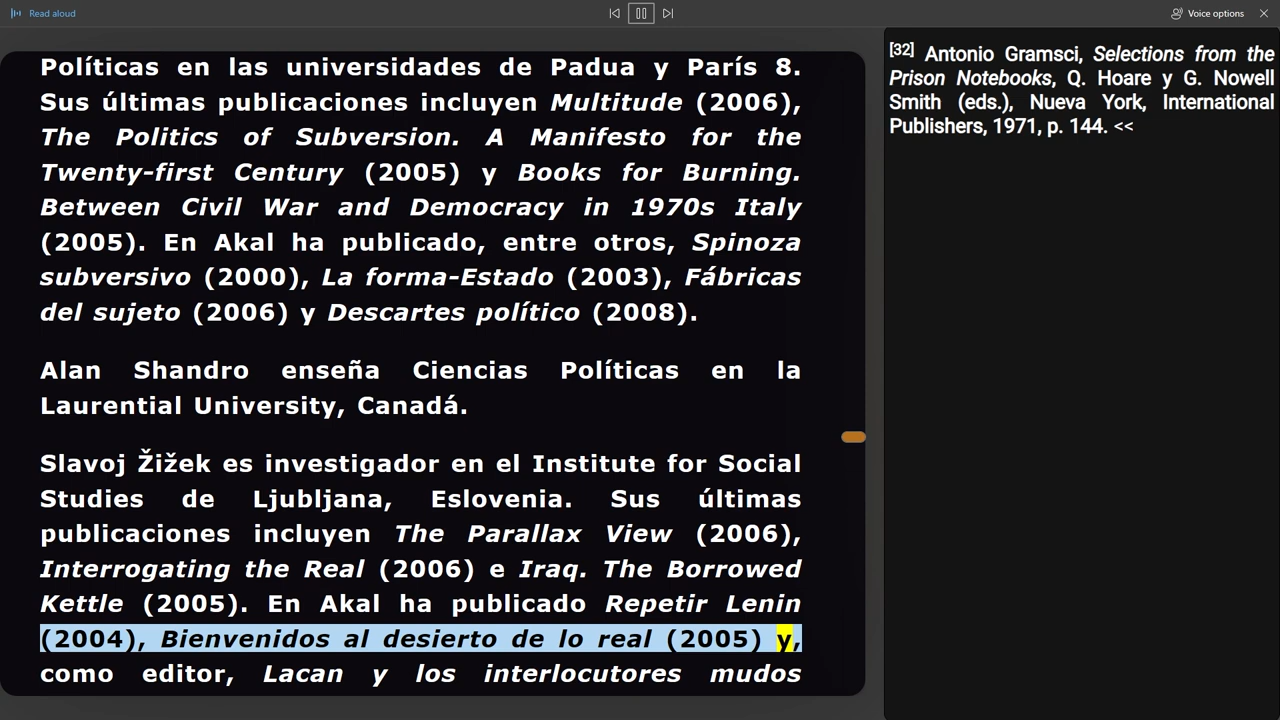 Read aloud
Voice options
Políticas en las universidades de Padua y París 8.
Sus últimas publicaciones incluyen Multitude (2006),
The Politics of Subversion. A Manifesto for the
Twenty-first Century (2005) y Books for Burning.
Between Civil War and Democracy in 1970s Italy
(2005). En Akal ha publicado, entre otros, Spinoza
subversivo (2000), La forma-Estado (2003), Fábricas
del sujeto (2006) y Descartes político (2008).
Alan Shandro enseña Ciencias Políticas en la
Laurential University, Canadá.
Slavoj Žižek es investigador en el Institute for Social
Studies de Ljubljana, Eslovenia. Sus últimas
publicaciones incluyen The Parallax View (2006),
Interrogating the Real (2006) e Iraq. The Borrowed
Kettle (2005). En Akal ha publicado Repetir Lenin
(2004), Bienvenidos al desierto de lo real (2005) y,
como editor, Lacan y los interlocutores mudos
[32] Antonio Gramsci, Selections from the
Prison Notebooks, Q. Hoare y G. Nowell
Smith (eds.), Nueva York, International
Publishers, 1971, p. 144. <<